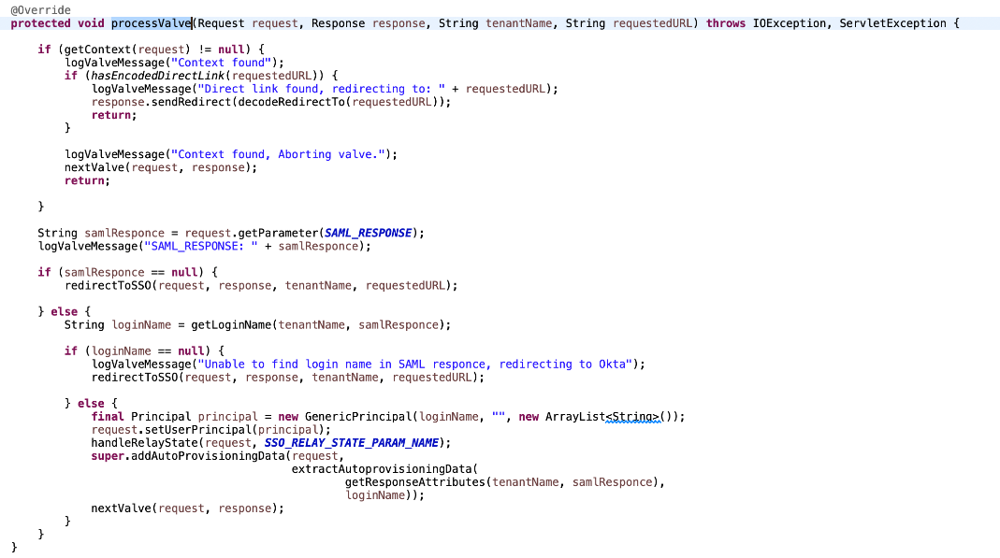 @Override
protected void processValve(Request request, Response response, String tenantName, String requestedURL) throws IOException, ServletException {
if (getContext(request) != null) {
logValveMessage("Context found");
if (hasEncodedDirectLink(requestedURL)) {
logValveMessage("Direct link found, redirecting to: " + requestedURL);
response.sendRedirect(decodeRedirectTo(requestedURL));
return;
}
logValveMessage("Context found, Aborting valve.");
nextValve(request, response);
return;
}
String samlResponce = request.getParameter(SAML_RESPONSE);
logValveMessage("SAML_RESPONSE: " + samlResponce);
if (samlResponce == null) {
redirectToSSO(request, response, tenantName, requestedURL);
} else {
String loginName = getLoginName(tenantName, samlResponce);
if (loginName == null) {
logValveMessage("Unable to find login name in SAML responce, redirecting to Okta");
redirectToSSO(request, response, tenantName, requestedURL);
} else {
final Principal principal = new GenericPrincipal(loginName, "", new ArrayList<String>());
request.setUserPrincipal(principal);
handleRelayState(request, SSO_RELAY_STATE_PARAM_NAME);
super.addAutoProvisioningData(request,
extractAutoprovisioningData(
getResponseAttributes(tenantName, samlResponce),
loginName));
nextValve(request, response);
}
}
}